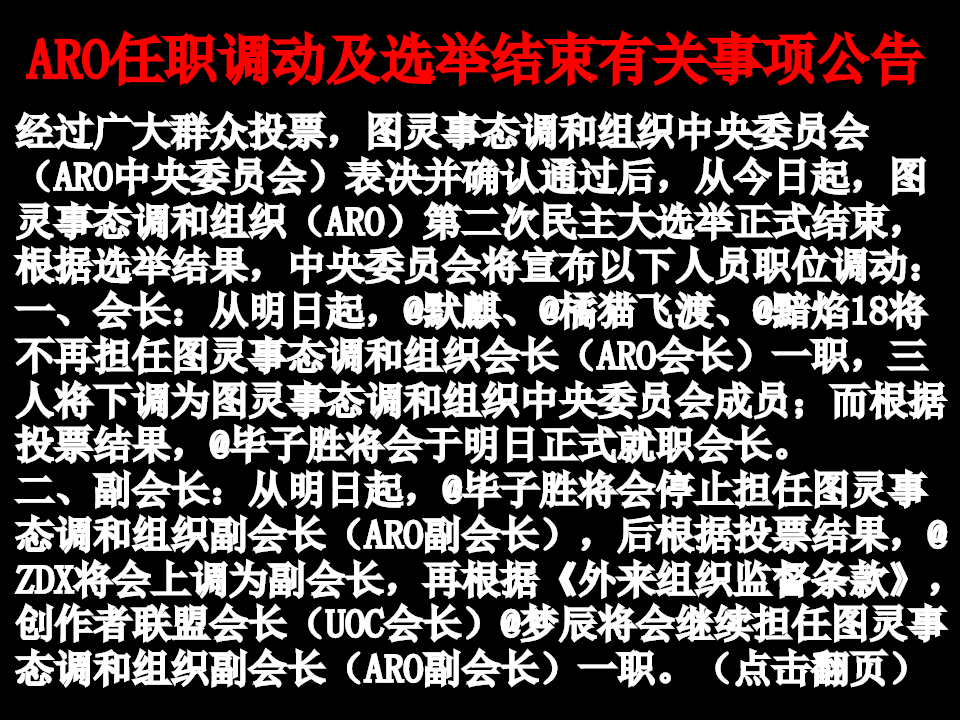 ARO任职调动及选举结束有关事项公告
经过广大群众投票，图灵事态调和组织中央委员会
（ARO中央委员会）表决并确认通过后，从今日起，图
灵事态调和组织（ARO）第二次民主大选举正式结束，
根据选举结果，中央委员会将宣布以下人员职位调动：
一、会长：从明日起，@默麒、@橘猫飞渡、@黯焰18将
不再担任图灵事态调和组织会长（ARO会长）一职，三
人将下调为图灵事态调和组织中央委员会成员；而根据
投票结果，@毕子胜将会于明日正式就职会长。
二、副会长：从明日起，@毕子胜将会停止担任图灵事
态调和组织副会长（ARO副会长），后根据投票结果，@
ZDX将会上调为副会长，再根据《外来组织监督条款》，
创作者联盟会长（UOC会长）@梦辰将会继续担任图灵事
态调和组织副会长（ARO副会长）一职。（点击翻页）